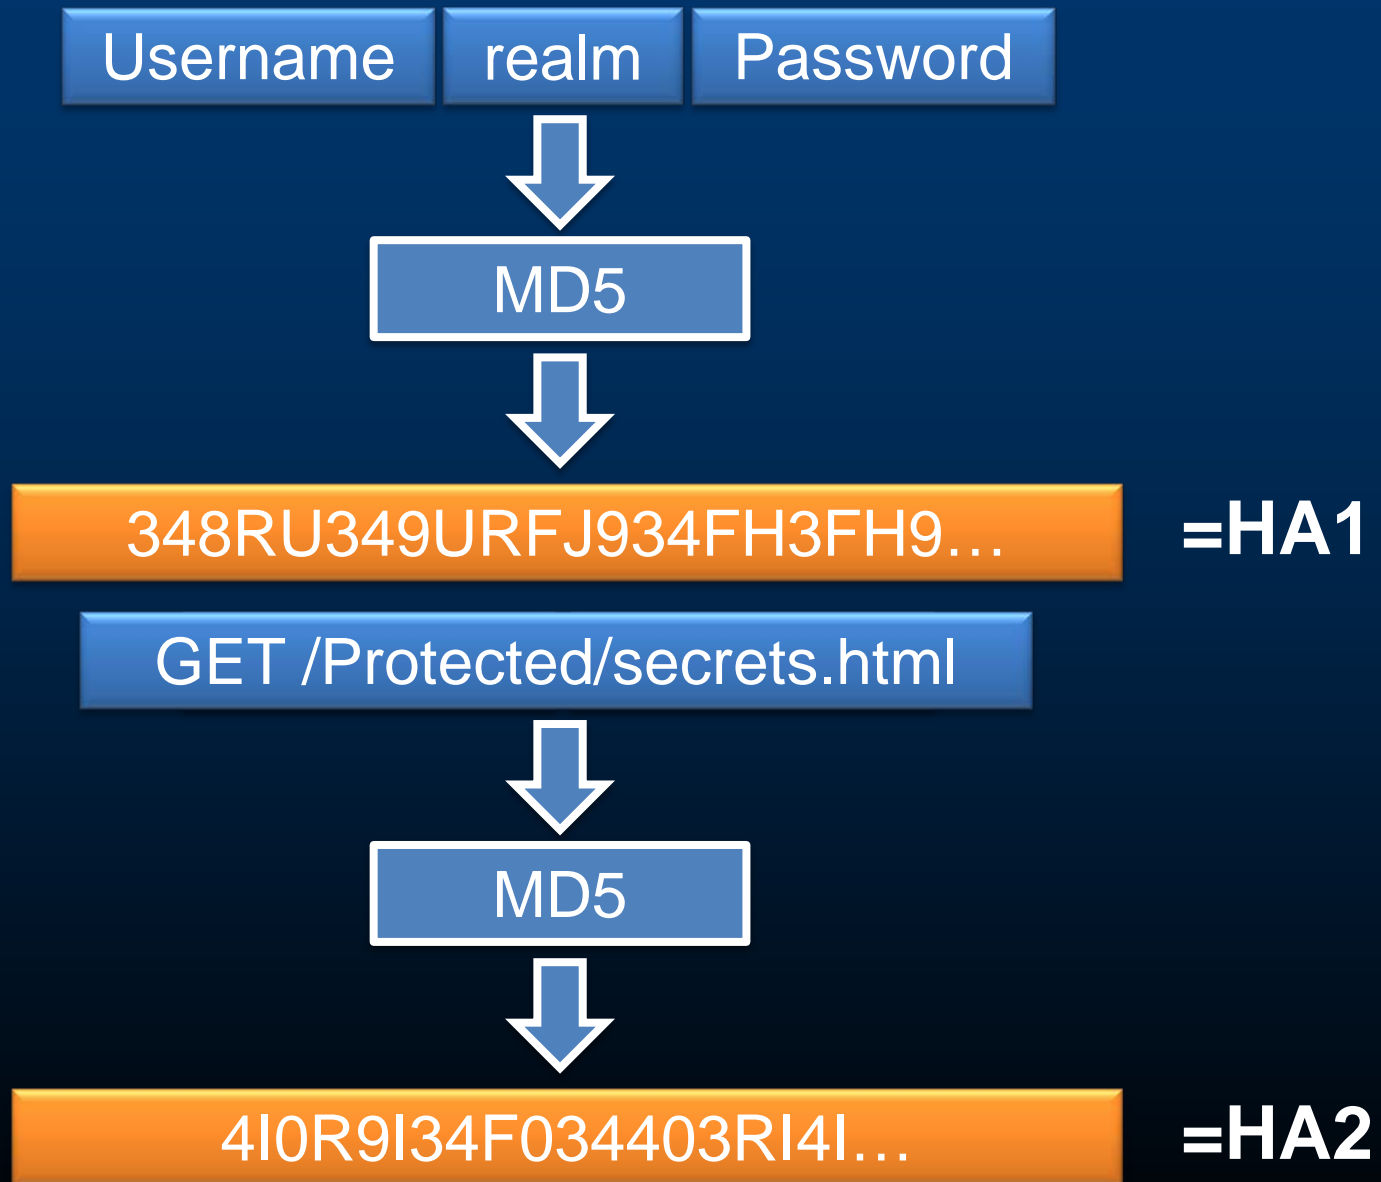 Username realm Password
MD5
348RU349URFJ934FH3FH9… =HA1
GET /Protected/secrets.html
MD5
4I0R9I34F034403RI4I… =HA2